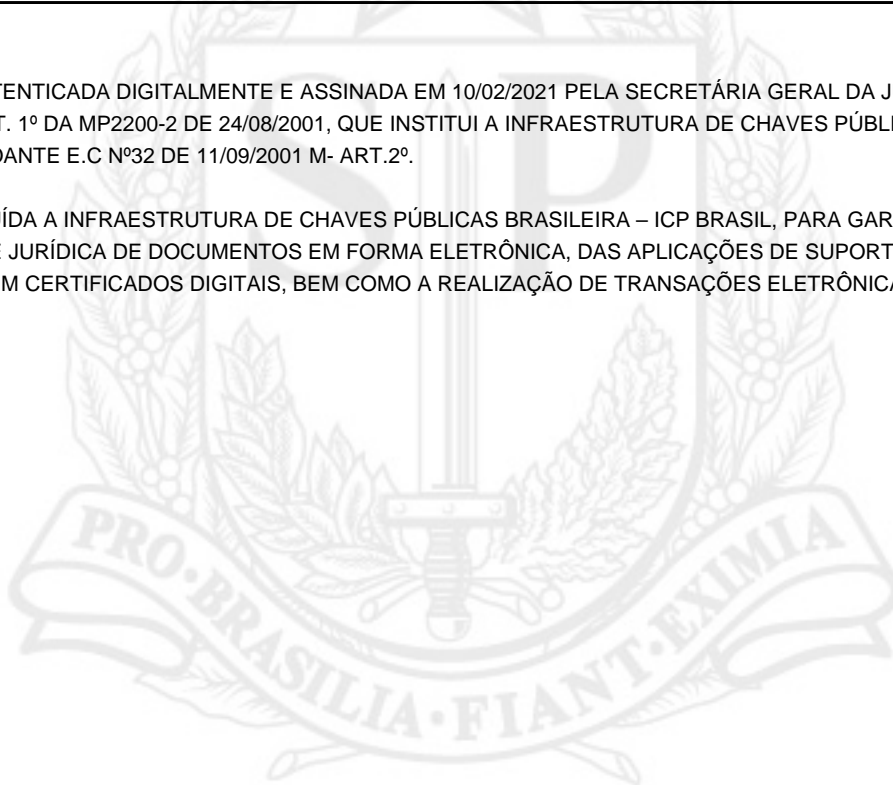 TENTICADA DIGITALMENTE E ASSINADA EM 10/02/2021 PELA SECRETÁRIA GERAL DA J
T. 1º DA MP2200-2 DE 24/08/2001, QUE INSTITUI A INFRAESTRUTURA DE CHAVES PÚBLI
DANTE E.C Nº32 DE 11/09/2001 M- ART.2º.
ÍDA A INFRAESTRUTURA DE CHAVES PÚBLICAS BRASILEIRA – ICP BRASIL, PARA GAR
E JURÍDICA DE DOCUMENTOS EM FORMA ELETRÔNICA, DAS APLICAÇÕES DE SUPORT
M CERTIFICADOS DIGITAIS, BEM COMO A REALIZAÇÃO DE TRANSAÇÕES ELETRÔNICA
SP
PRO·BRASILIA·FIANT·EXIMIA